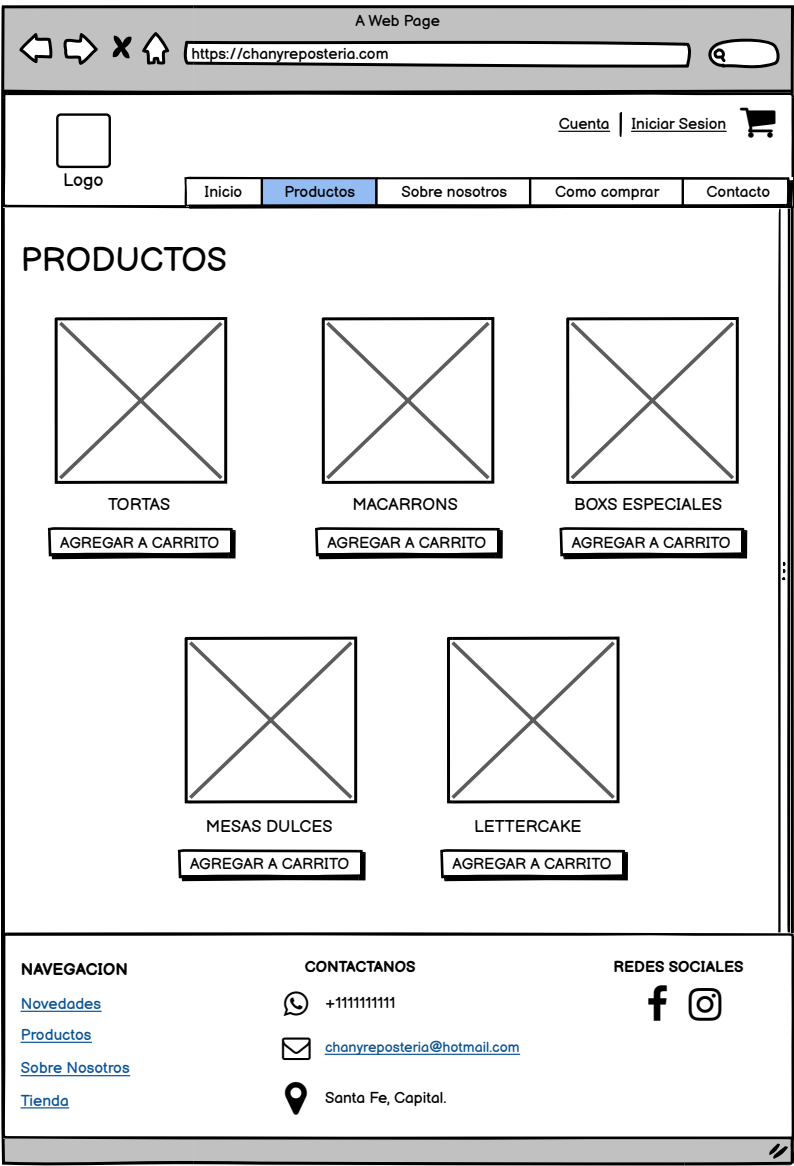 A Web Page
https://chanyreposteria.com
Cuenta | Iniciar Sesion
Logo
Inicio Productos Sobre nosotros Como comprar Contacto
PRODUCTOS
TORTAS MACARRONS BOXS ESPECIALES
AGREGAR A CARRITO AGREGAR A CARRITO AGREGAR A CARRITO
MESAS DULCES LETTERCAKE
AGREGAR A CARRITO AGREGAR A CARRITO
NAVEGACION
Novedades
Productos
Sobre Nosotros
Tienda
CONTACTANOS
+1111111111
chanyreposteria@hotmail.com
Santa Fe, Capital.
REDES SOCIALES